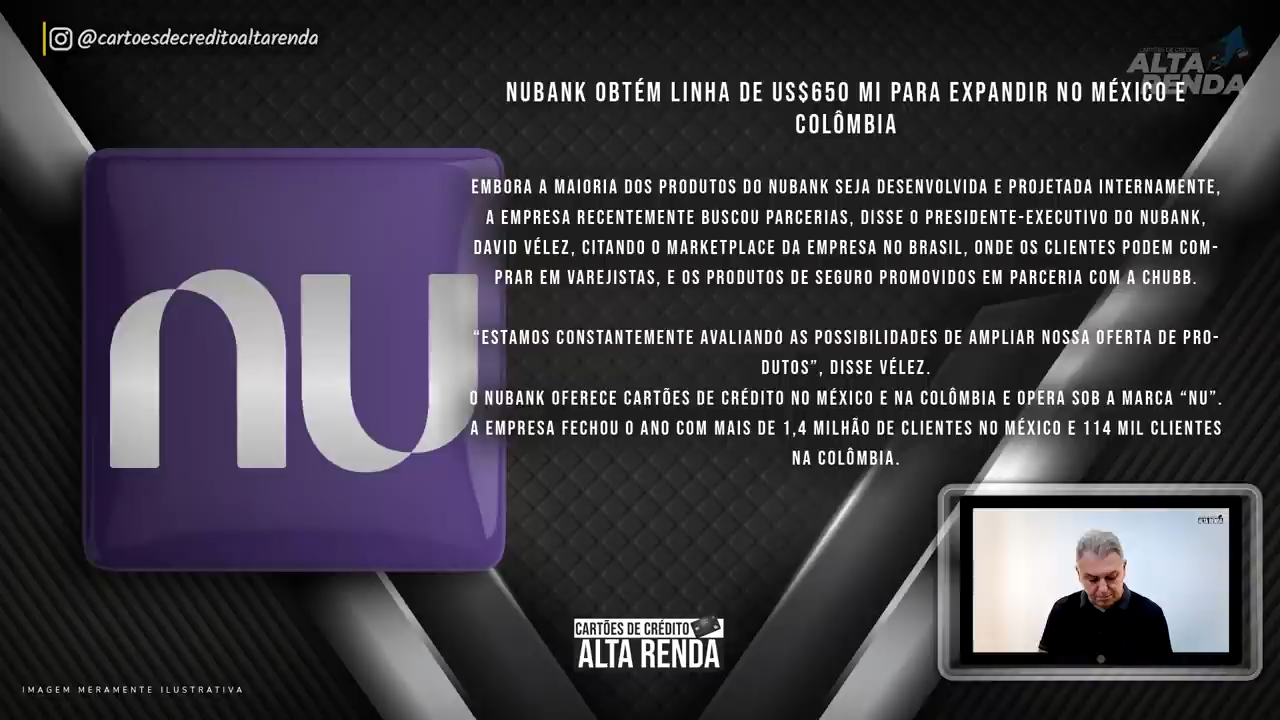 @cartoesdecreditoaltarenda
CARTÕES DE CRÉDITO
ALTA
RENDA
NUBANK OBTÉM LINHA DE US$650 MI PARA EXPANDIR NO MÉXICO E
COLÔMBIA
EMBORA A MAIORIA DOS PRODUTOS DO NUBANK SEJA DESENVOLVIDA E PROJETADA INTERNAMENTE,
A EMPRESA RECENTEMENTE BUSCOU PARCERIAS, DISSE O PRESIDENTE-EXECUTIVO DO NUBANK,
DAVID VÉLEZ, CITANDO O MARKETPLACE DA EMPRESA NO BRASIL, ONDE OS CLIENTES PODEM COM-
PRAR EM VAREJISTAS, E OS PRODUTOS DE SEGURO PROMOVIDOS EM PARCERIA COM A CHUBB.
“ESTAMOS CONSTANTEMENTE AVALIANDO AS POSSIBILIDADES DE AMPLIAR NOSSA OFERTA DE PRO-
DUTOS”, DISSE VÉLEZ.
O NUBANK OFERECE CARTÕES DE CRÉDITO NO MÉXICO E NA COLÔMBIA E OPERA SOB A MARCA “NU”.
A EMPRESA FECHOU O ANO COM MAIS DE 1,4 MILHÃO DE CLIENTES NO MÉXICO E 114 MIL CLIENTES
NA COLÔMBIA.
nu
CARTÕES DE CRÉDITO
ALTA RENDA
IMAGEM MERAMENTE ILUSTRATIVA